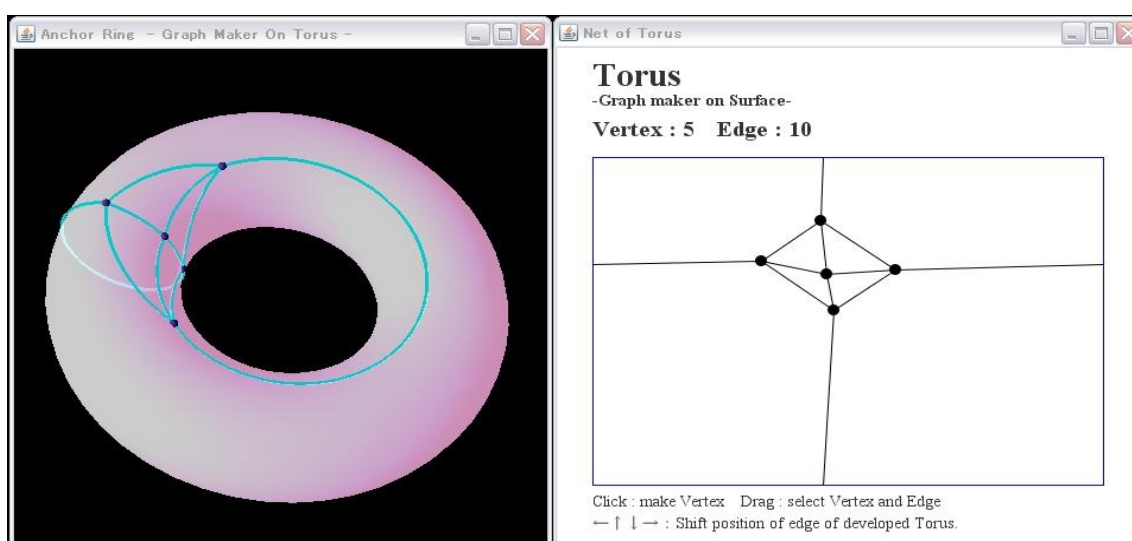 Anchor Ring - Graph Maker On Torus -
Net of Torus
Torus
-Graph maker on Surface-
Vertex : 5 Edge : 10
Click : make Vertex Drag : select Vertex and Edge
←↑↓→ : Shift position of edge of developed Torus.